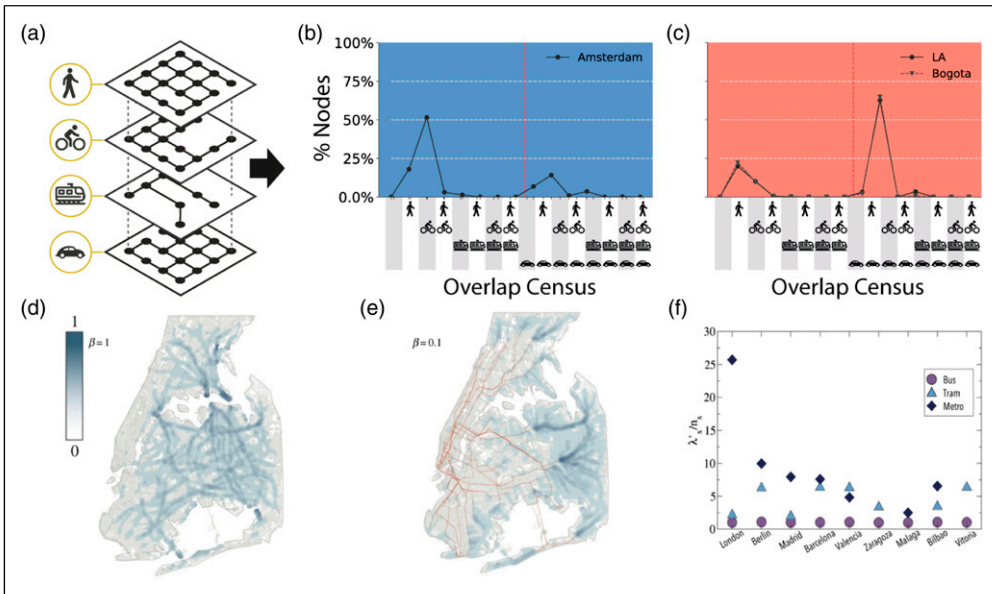 (a)
(b)
100%
75%
50%
25%
0.0%
% Nodes
Amsterdam
Overlap Census
(c)
LA
Bogota
Overlap Census
(d)
1
0
β = 1
(e)
β = 0.1
(f)
30
25
20
15
10
5
0
λ'x/nx
Bus
Tram
Metro
London
Berlin
Madrid
Barcelona
Valencia
Zaragoza
Malaga
Bilbao
Vitoria